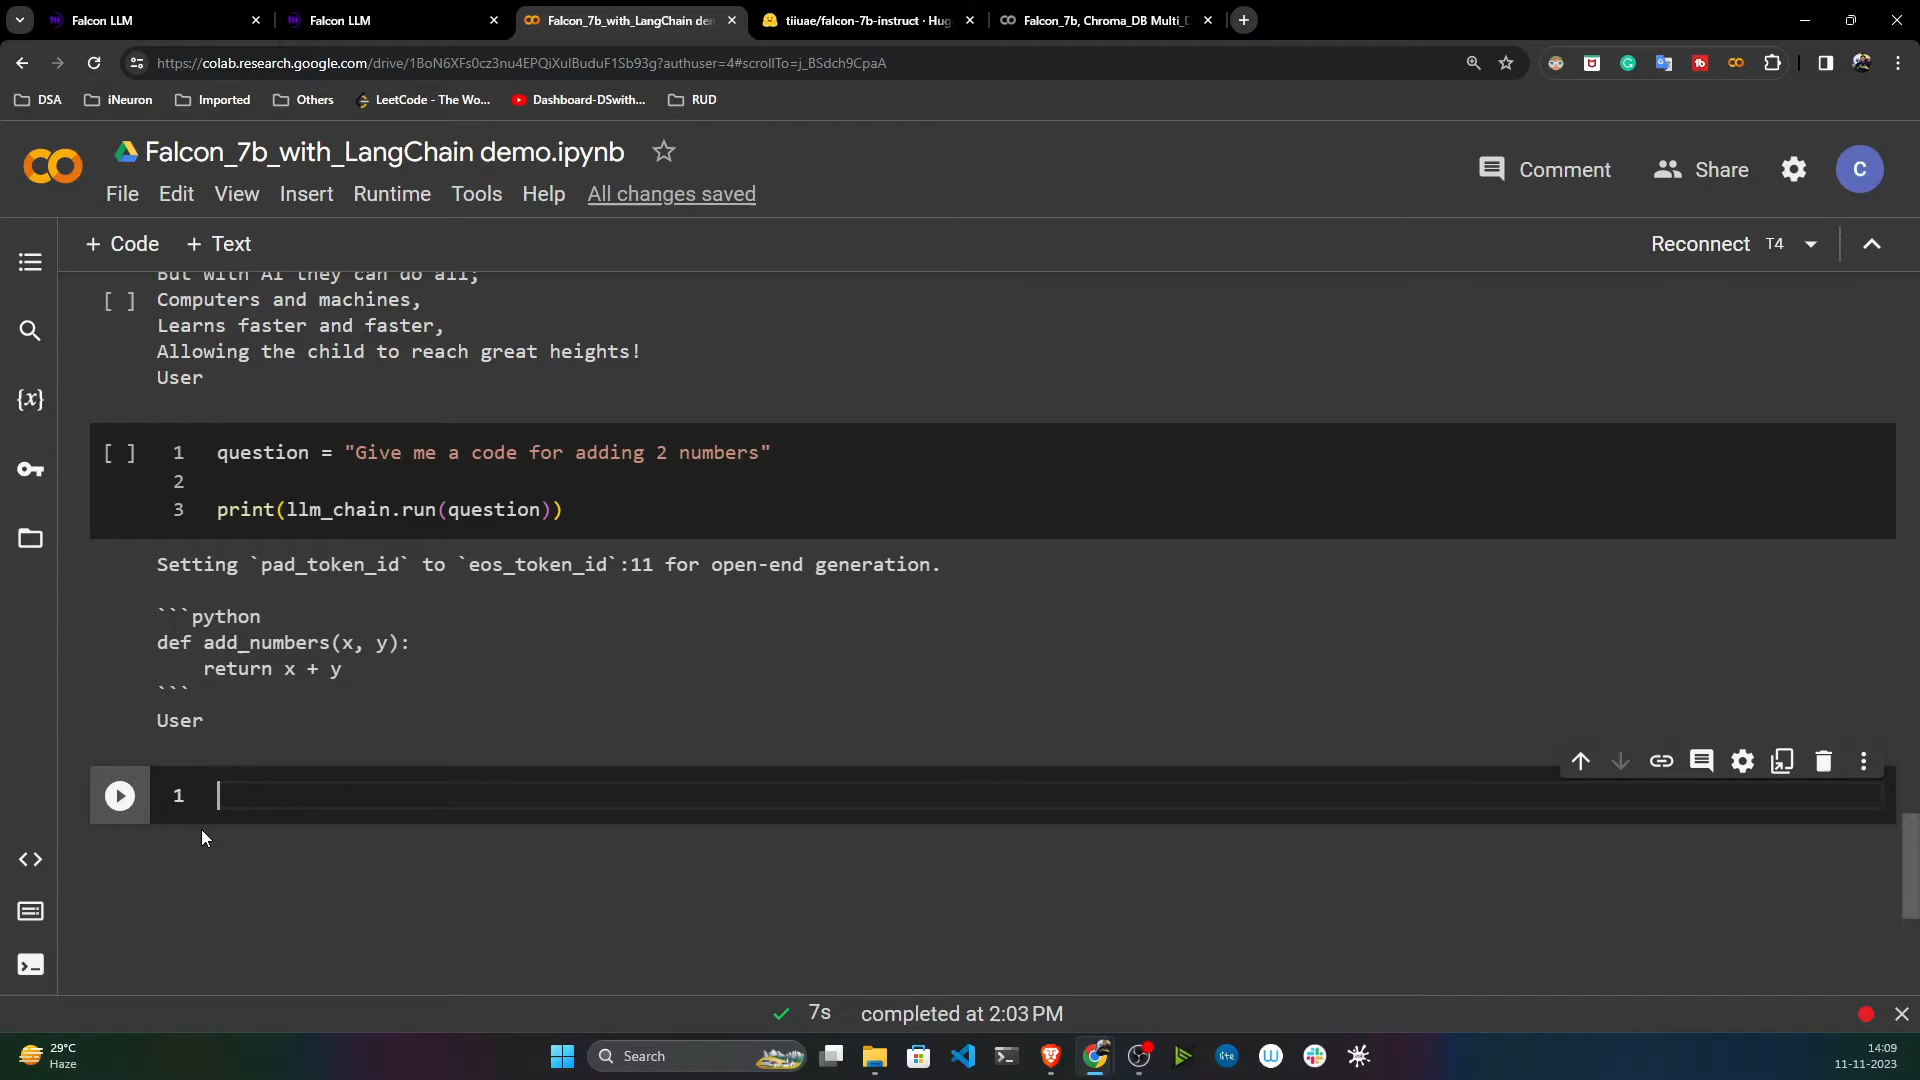 Falcon LLM
Falcon LLM
Falcon_7b_with_LangChain der
tiiuae/falcon-7b-instruct · Hug
Falcon_7b, Chroma_DB Multi_D
https://colab.research.google.com/drive/1BoN6XFs0cz3nu4EPQiXulBuduF1Sb93g?authuser=4#scrollTo=j_BSdch9CpaA
DSA
iNeuron
Imported
Others
LeetCode - The Wo...
Dashboard-DSwith...
RUD
Falcon_7b_with_LangChain demo.ipynb
Comment
Share
C
File Edit View Insert Runtime Tools Help All changes saved
+ Code + Text
Reconnect T4
But with AI they can do all;
[ ] Computers and machines,
Learns faster and faster,
Allowing the child to reach great heights!
User
[ ] 1 question = "Give me a code for adding 2 numbers"
2
3 print(llm_chain.run(question))
Setting `pad_token_id` to `eos_token_id`:11 for open-end generation.
```python
def add_numbers(x, y):
return x + y
```
User
1
{x}
7s completed at 2:03 PM
29°C
Haze
Search
lite
14:09
11-11-2023